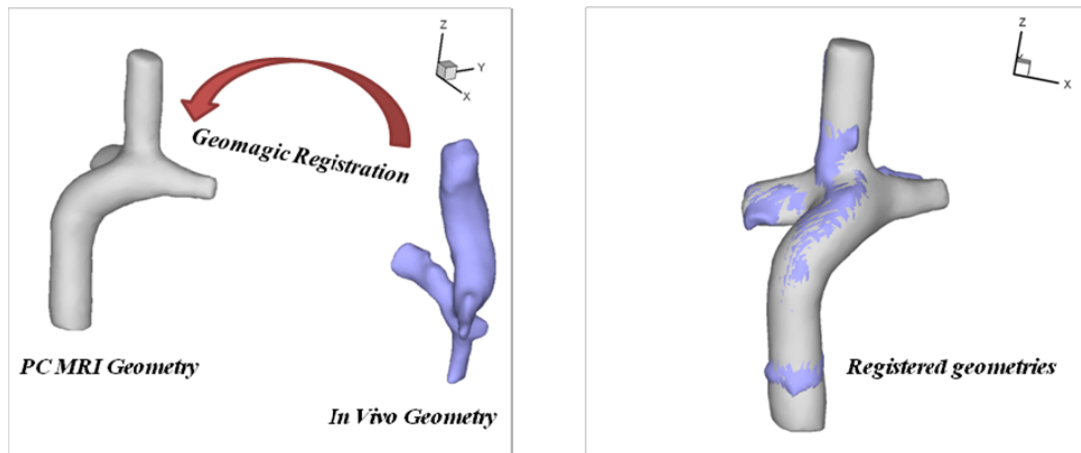 Z
Y
X
Geomagic Registration
PC MRI Geometry
In Vivo Geometry
Z
X
Registered geometries